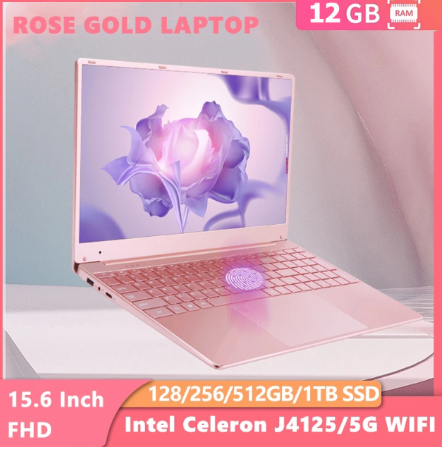 ROSE GOLD LAPTOP
12 GB
RAM
128/256/512GB/1TB SSD
15.6 Inch
FHD
Intel Celeron J4125/5G WIFI